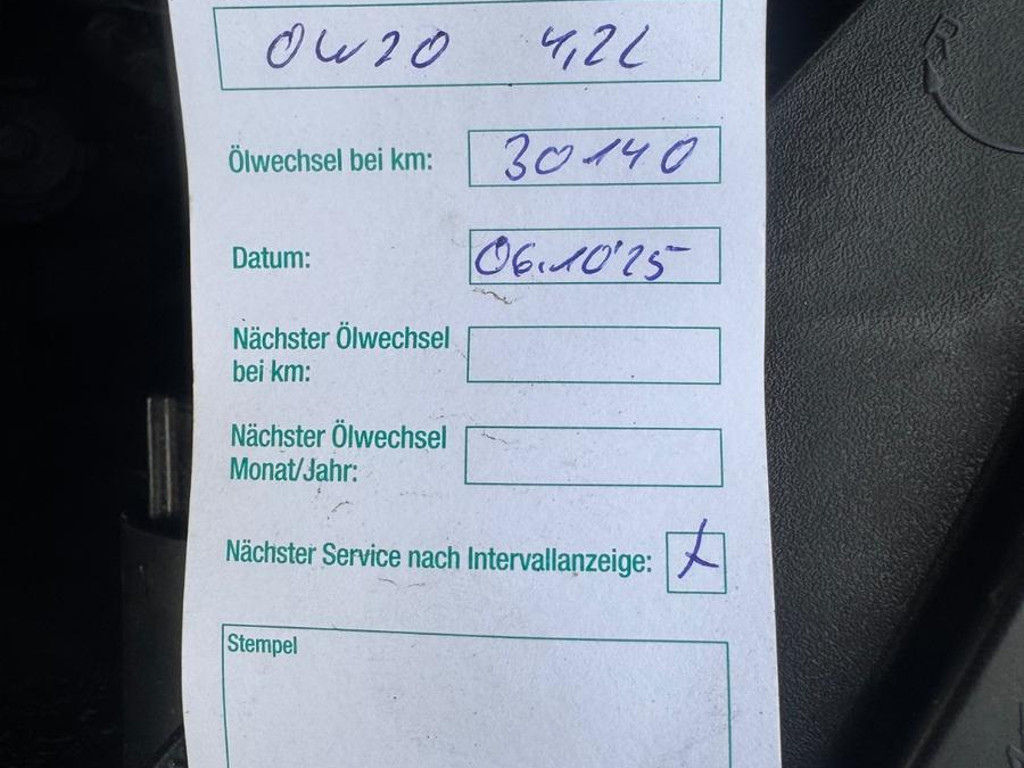 0W20 4,2L
Ölwechsel bei km: 30140
Datum: 06.10'25
Nächster Ölwechsel
bei km:
Nächster Ölwechsel
Monat/Jahr:
Nächster Service nach Intervallanzeige: X
Stempel